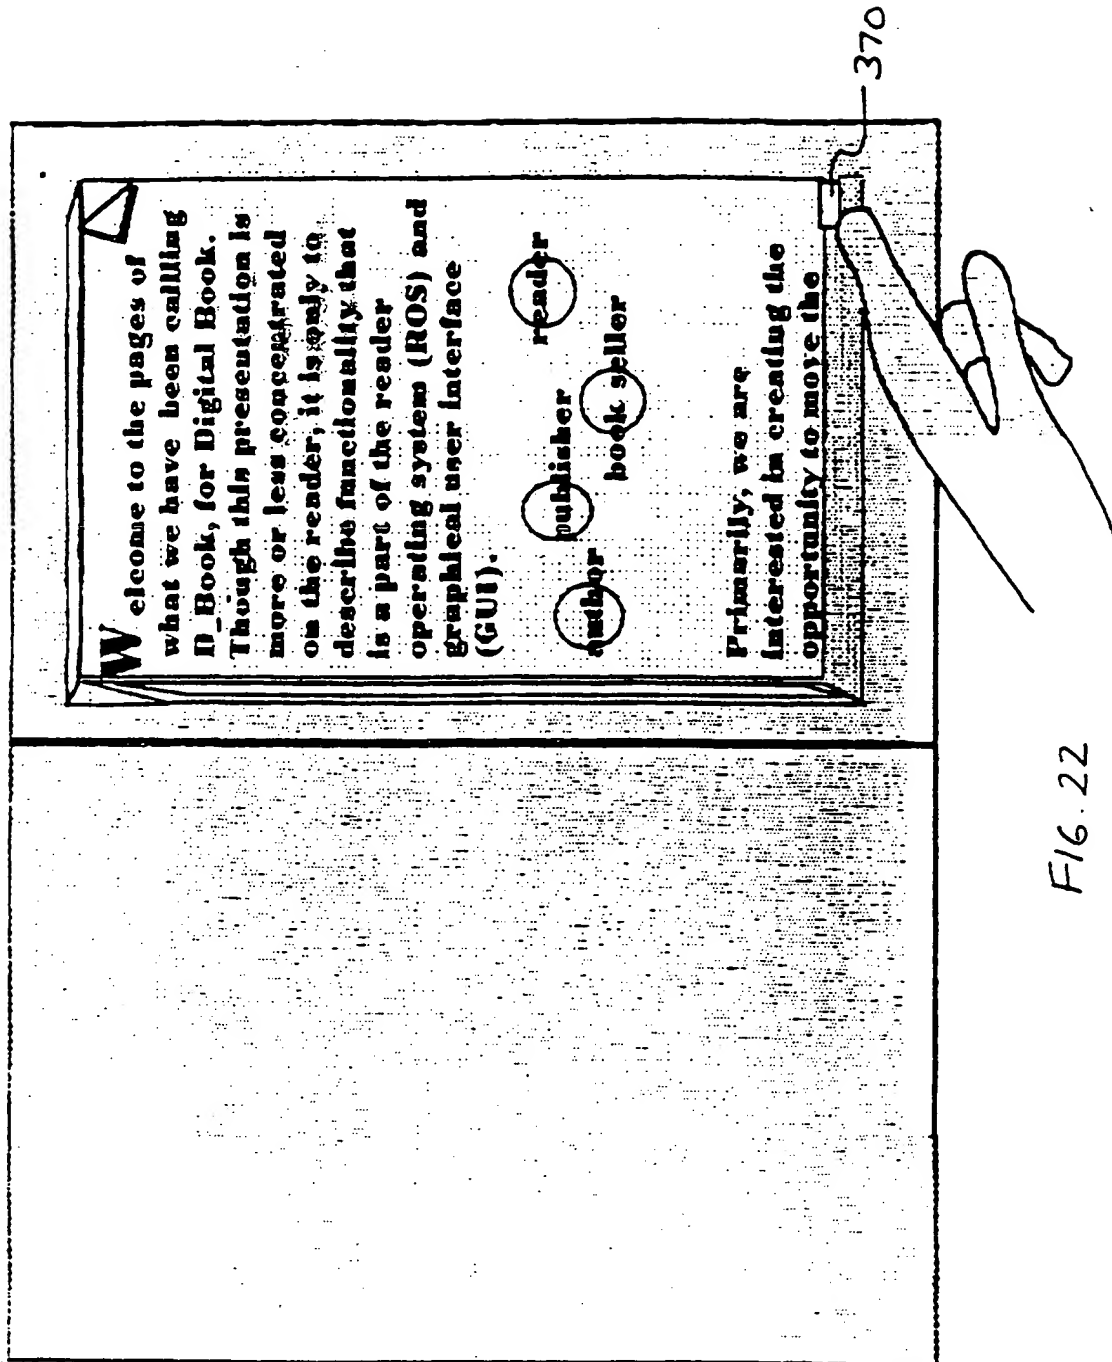 Welcome to the pages of
what we have been callling
D_Book, for Digital Book.
Though this presentation is
more or less concentrated
on the reader, it is only to
describe functionality that
is a part of the reader
operating system (ROS) and
graphical user interface
(GUI).
author
publisher
book seller
reader
Primarily, we are
interested in creating the
opportunity to move the
370
FIG. 22